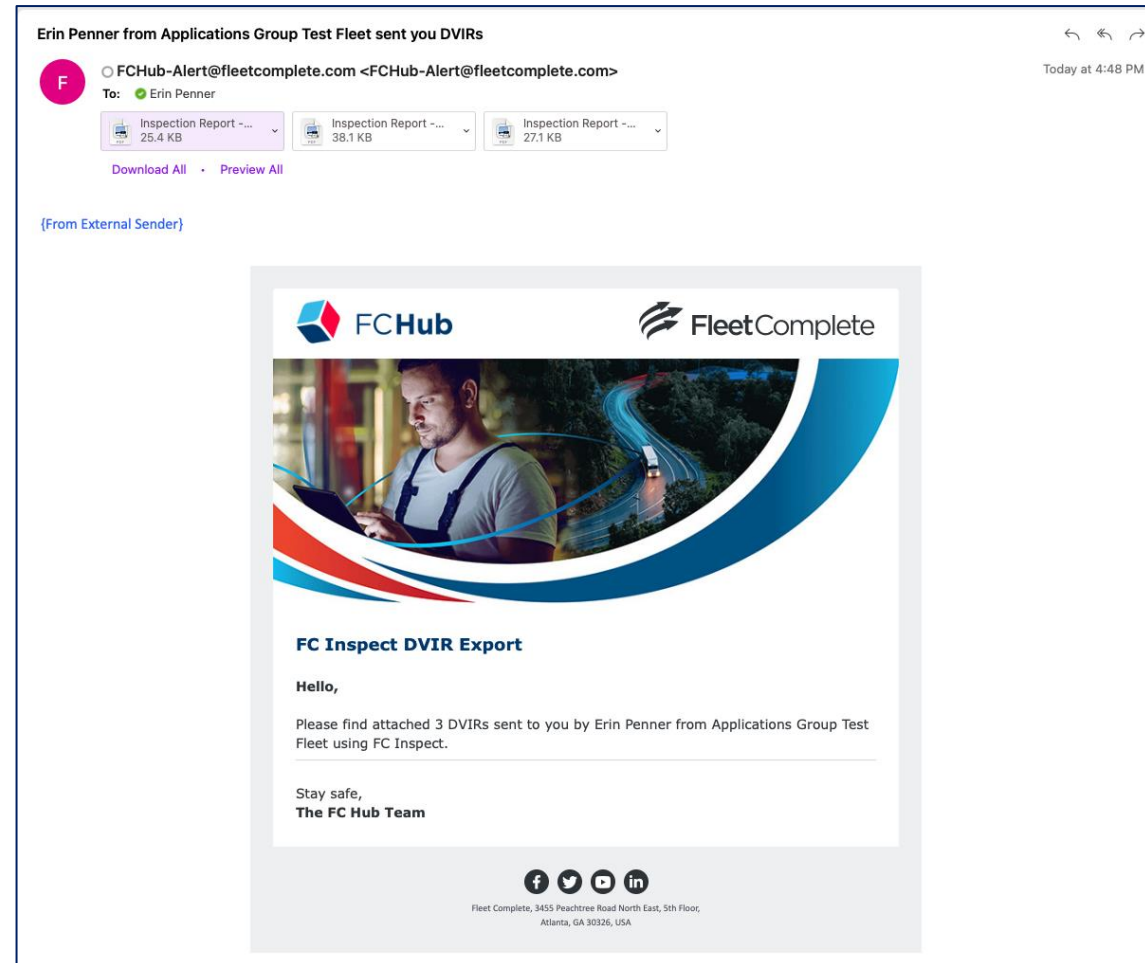 Erin Penner from Applications Group Test Fleet sent you DVIRs
F
FCHub-Alert@fleetcomplete.com <FCHub-Alert@fleetcomplete.com>
Today at 4:48 PM
To: Erin Penner
Inspection Report -...
25.4 KB
Inspection Report -...
38.1 KB
Inspection Report -...
27.1 KB
Download All • Preview All
{From External Sender}
FCHub
FleetComplete
FC Inspect DVIR Export
Hello,
Please find attached 3 DVIRs sent to you by Erin Penner from Applications Group Test
Fleet using FC Inspect.
Stay safe,
The FC Hub Team
Fleet Complete, 3455 Peachtree Road North East, 5th Floor,
Atlanta, GA 30326, USA